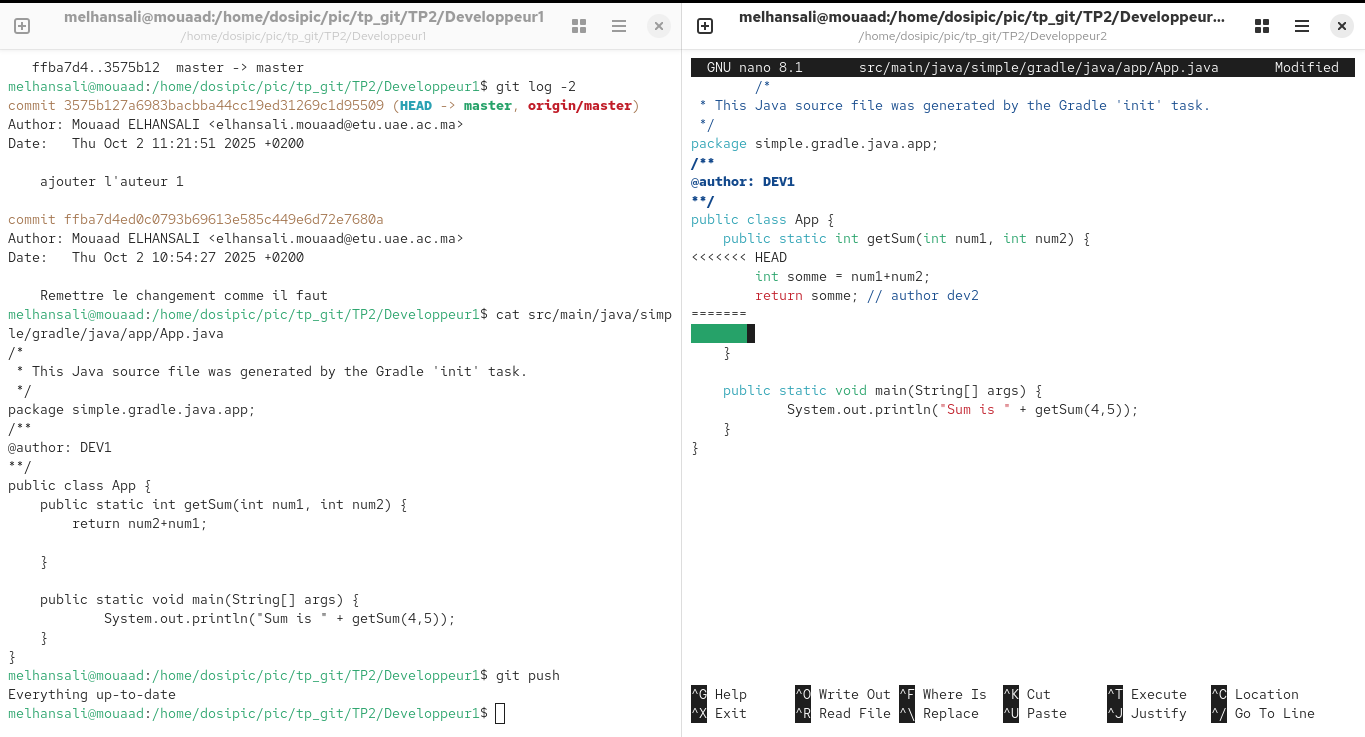 melhansali@mouaad:/home/dosipic/pic/tp_git/TP2/Developpeur1
/home/dosipic/pic/tp_git/TP2/Developpeur1
   ffba7d4..3575b12  master -> master
melhansali@mouaad:/home/dosipic/pic/tp_git/TP2/Developpeur1$ git log -2
commit 3575b127a6983bacbba44cc19ed31269c1d95509 (HEAD -> master, origin/master)
Author: Mouaad ELHANSALI <elhansali.mouaad@etu.uae.ac.ma>
Date:   Thu Oct 2 11:21:51 2025 +0200
    ajouter l'auteur 1
commit ffba7d4ed0c0793b69613e585c449e6d72e7680a
Author: Mouaad ELHANSALI <elhansali.mouaad@etu.uae.ac.ma>
Date:   Thu Oct 2 10:54:27 2025 +0200
    Remettre le changement comme il faut
melhansali@mouaad:/home/dosipic/pic/tp_git/TP2/Developpeur1$ cat src/main/java/simp
le/gradle/java/app/App.java
/*
 * This Java source file was generated by the Gradle 'init' task.
 */
package simple.gradle.java.app;
/**
@author: DEV1
**/
public class App {
    public static int getSum(int num1, int num2) {
        return num2+num1;
    }
    public static void main(String[] args) {
            System.out.println("Sum is " + getSum(4,5));
    }
}
melhansali@mouaad:/home/dosipic/pic/tp_git/TP2/Developpeur1$ git push
Everything up-to-date
melhansali@mouaad:/home/dosipic/pic/tp_git/TP2/Developpeur1$
melhansali@mouaad:/home/dosipic/pic/tp_git/TP2/Developpeur...
/home/dosipic/pic/tp_git/TP2/Developpeur2
  GNU nano 8.1       src/main/java/simple/gradle/java/app/App.java       Modified
        /*
 * This Java source file was generated by the Gradle 'init' task.
 */
package simple.gradle.java.app;
/**
@author: DEV1
**/
public class App {
    public static int getSum(int num1, int num2) {
<<<<<<< HEAD
        int somme = num1+num2;
        return somme; // author dev2
=======
    }
    public static void main(String[] args) {
            System.out.println("Sum is " + getSum(4,5));
    }
}
^G Help       ^O Write Out ^F Where Is  ^K Cut       ^T Execute   ^C Location
^X Exit       ^R Read File ^\ Replace   ^U Paste     ^J Justify   ^/ Go To Line